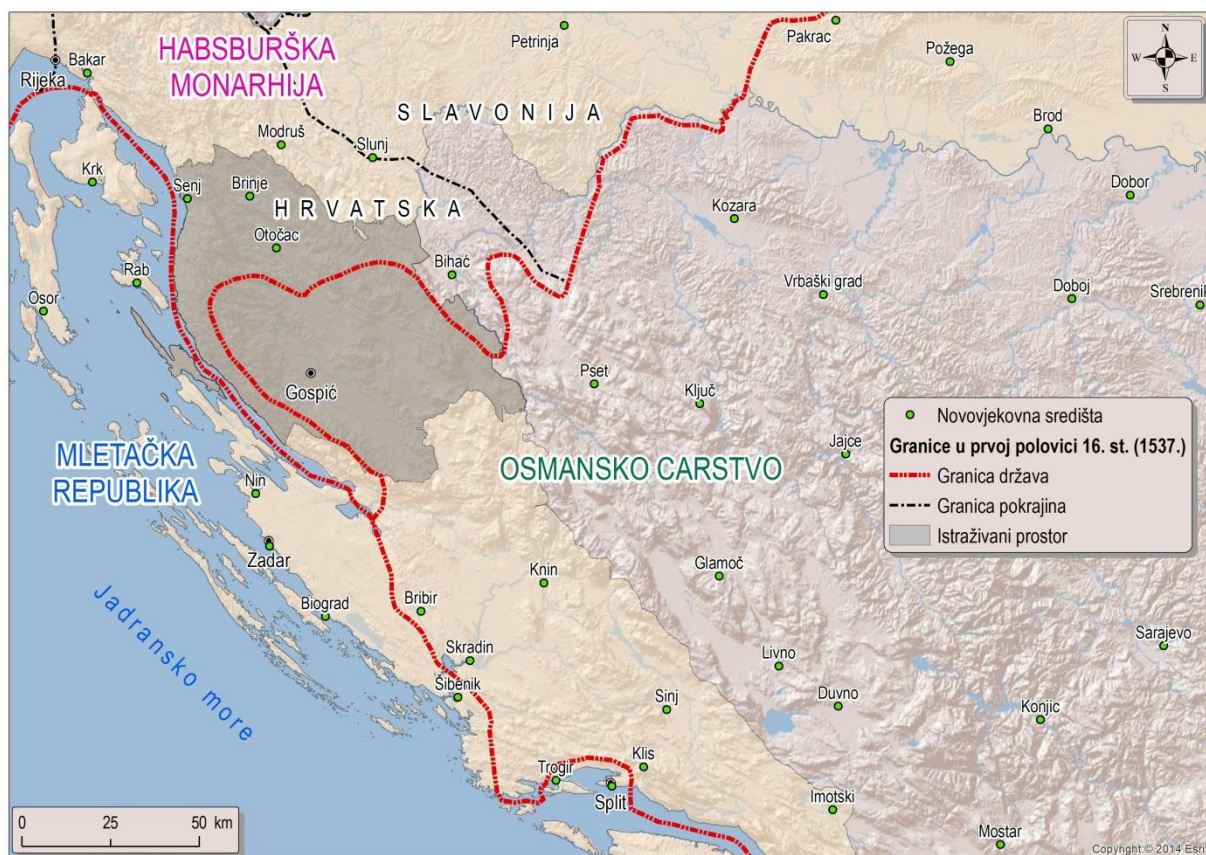 HABSBURŠKA
MONARHIJA
Petrinja
Pakrac
Požega
N
W
E
S
Bakar
Rijeka
SLAVONIJA
Brod
Modruš
Slunj
Krk
Senj
Brinje
HRVATSKA
Kozara
Dobor
Otočac
Bihać
Rab
Osor
Vrbaški grad
Doboj
Srebrenik
Gospić
Pset
Ključ
Jajce
MLETAČKA
REPUBLIKA
OSMANSKO CARSTVO
Novovjekovna središta
Granice u prvoj polovici 16. st. (1537.)
Granica država
Granica pokrajina
Istraživani prostor
Nin
Zadar
Jadransko more
Biograd
Bribir
Knin
Glamoč
Skradin
Šibenik
Sinj
Livno
Duvno
Sarajevo
Konjic
Trogir
Klis
Split
Imotski
Mostar
0 25 50 km
Copyright:© 2014 Esri